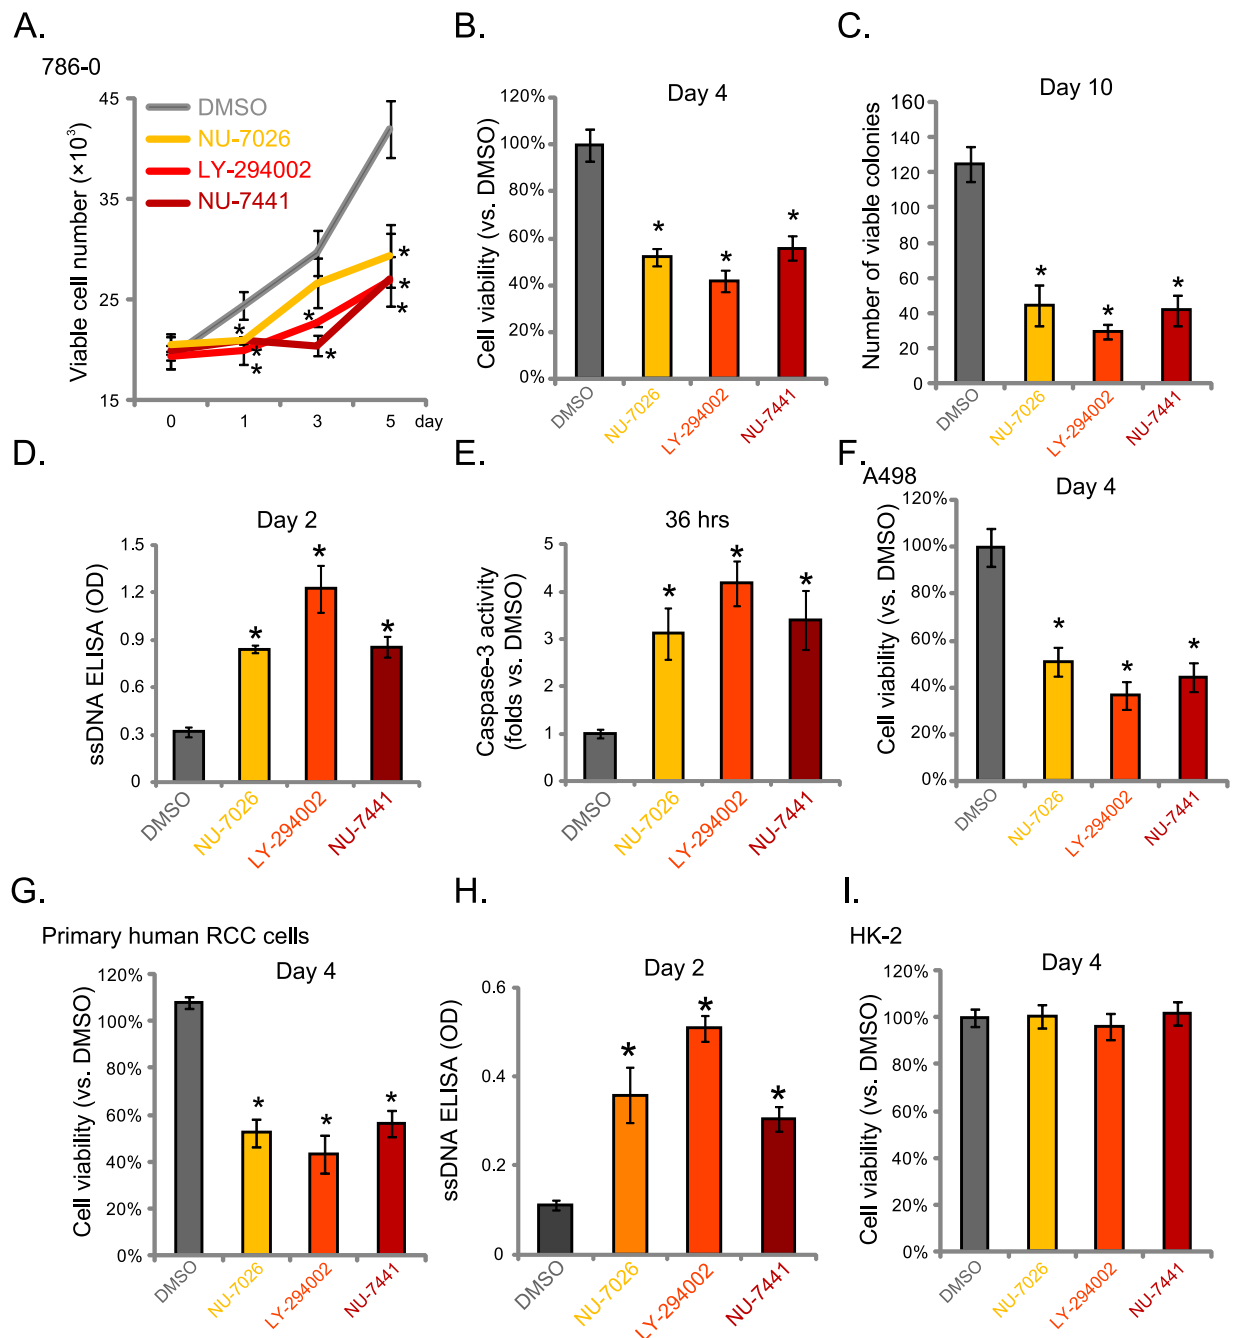 A.
786-0
Viable cell number (×10³)
45
35
25
15
DMSO
NU-7026
LY-294002
NU-7441
*
*
*
*
*
*
*
*
0 1 3 5 day
B.
Day 4
Cell viability (vs. DMSO)
120%
100%
80%
60%
40%
20%
0%
* * *
DMSO NU-7026 LY-294002 NU-7441
C.
Day 10
Number of viable colonies
160
140
120
100
80
60
40
20
0
* * *
DMSO NU-7026 LY-294002 NU-7441
D.
Day 2
ssDNA ELISA (OD)
1.5
1.2
0.9
0.6
0.3
0
* * *
DMSO NU-7026 LY-294002 NU-7441
E.
36 hrs
Caspase-3 activity
(folds vs. DMSO)
5
4
3
2
1
0
* * *
DMSO NU-7026 LY-294002 NU-7441
F.
A498
Day 4
Cell viability (vs. DMSO)
120%
100%
80%
60%
40%
20%
0%
* * *
DMSO NU-7026 LY-294002 NU-7441
G.
Primary human RCC cells
Day 4
Cell viability (vs. DMSO)
120%
100%
80%
60%
40%
20%
0%
* * *
DMSO NU-7026 LY-294002 NU-7441
H.
Day 2
ssDNA ELISA (OD)
0.6
0.4
0.2
0
* * *
DMSO NU-7026 LY-294002 NU-7441
I.
HK-2
Day 4
Cell viability (vs. DMSO)
120%
100%
80%
60%
40%
20%
0%
DMSO NU-7026 LY-294002 NU-7441